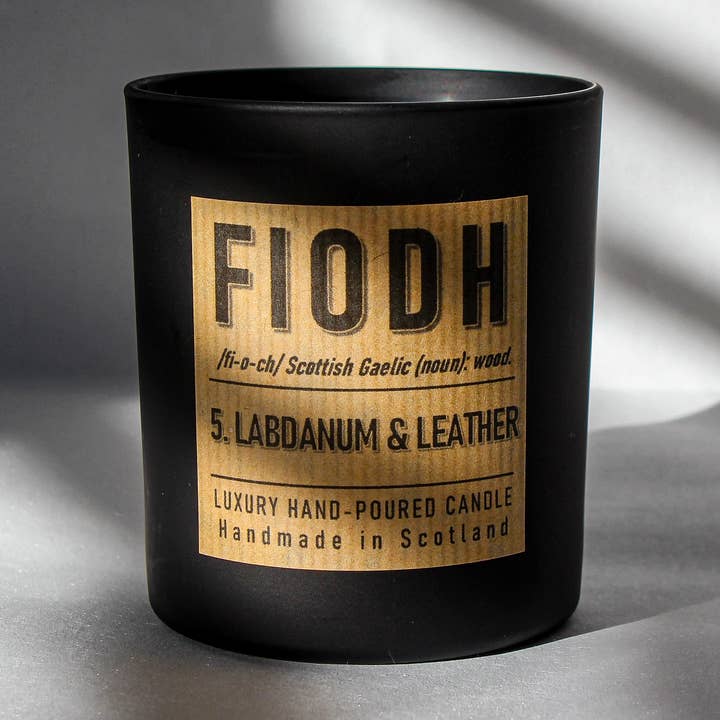 FIODH
/fi-o-ch/ Scottish Gaelic (noun): wood.
5. LABDANUM & LEATHER
LUXURY HAND-POURED CANDLE
Handmade in Scotland